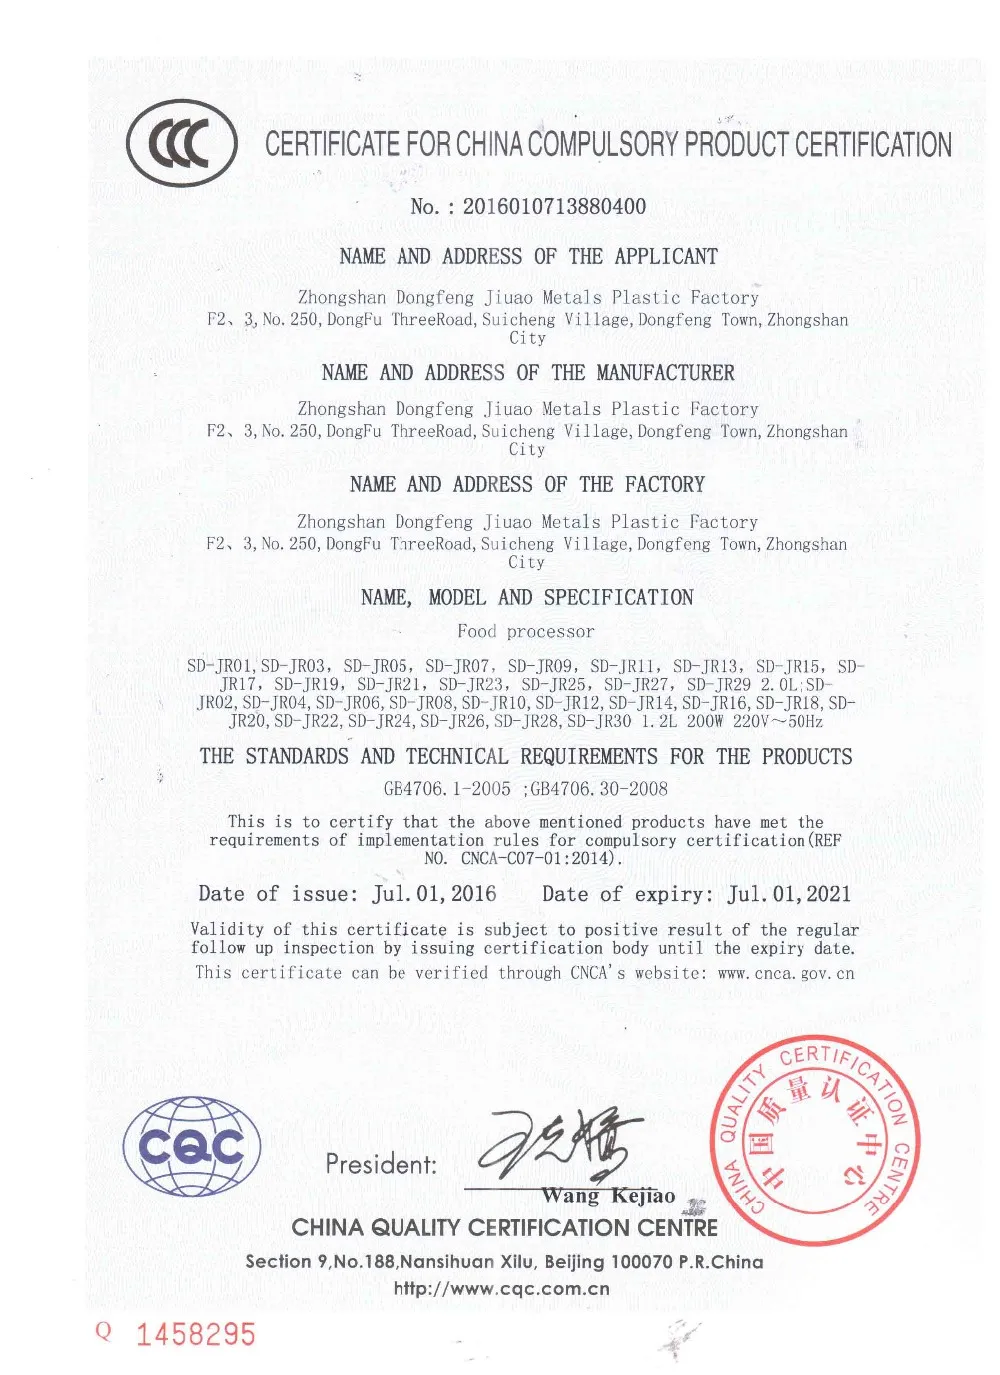 CCC
CERTIFICATE FOR CHINA COMPULSORY PRODUCT CERTIFICATION
No. : 2016010713880400
NAME AND ADDRESS OF THE APPLICANT
Zhongshan Dongfeng Jiuao Metals Plastic Factory
F2、3, No. 250, DongFu ThreeRoad, Suicheng Village, Dongfeng Town, Zhongshan
City
NAME AND ADDRESS OF THE MANUFACTURER
Zhongshan Dongfeng Jiuao Metals Plastic Factory
F2、3, No. 250, DongFu ThreeRoad, Suicheng Village, Dongfeng Town, Zhongshan
City
NAME AND ADDRESS OF THE FACTORY
Zhongshan Dongfeng Jiuao Metals Plastic Factory
F2、3, No. 250, DongFu ThreeRoad, Suicheng Village, Dongfeng Town, Zhongshan
City
NAME, MODEL AND SPECIFICATION
Food processor
SD-JR01, SD-JR03, SD-JR05, SD-JR07, SD-JR09, SD-JR11, SD-JR13, SD-JR15, SD-
JR17, SD-JR19, SD-JR21, SD-JR23, SD-JR25, SD-JR27, SD-JR29 2.0L;SD-
JR02, SD-JR04, SD-JR06, SD-JR08, SD-JR10, SD-JR12, SD-JR14, SD-JR16, SD-JR18, SD-
JR20, SD-JR22, SD-JR24, SD-JR26, SD-JR28, SD-JR30 1.2L 200W 220V～50Hz
THE STANDARDS AND TECHNICAL REQUIREMENTS FOR THE PRODUCTS
GB4706.1-2005 ;GB4706.30-2008
This is to certify that the above mentioned products have met the
requirements of implementation rules for compulsory certification(REF
NO. CNCA-C07-01:2014).
Date of issue: Jul. 01, 2016 Date of expiry: Jul. 01, 2021
Validity of this certificate is subject to positive result of the regular
follow up inspection by issuing certification body until the expiry date.
This certificate can be verified through CNCA's website: www.cnca.gov.cn
CHINA QUALITY CERTIFICATION CENTRE
中国质量认证中心
CQC
President:
王克娇
Wang Kejiao
CHINA QUALITY CERTIFICATION CENTRE
Section 9,No.188,Nansihuan Xilu, Beijing 100070 P.R.China
http://www.cqc.com.cn
Q 1458295